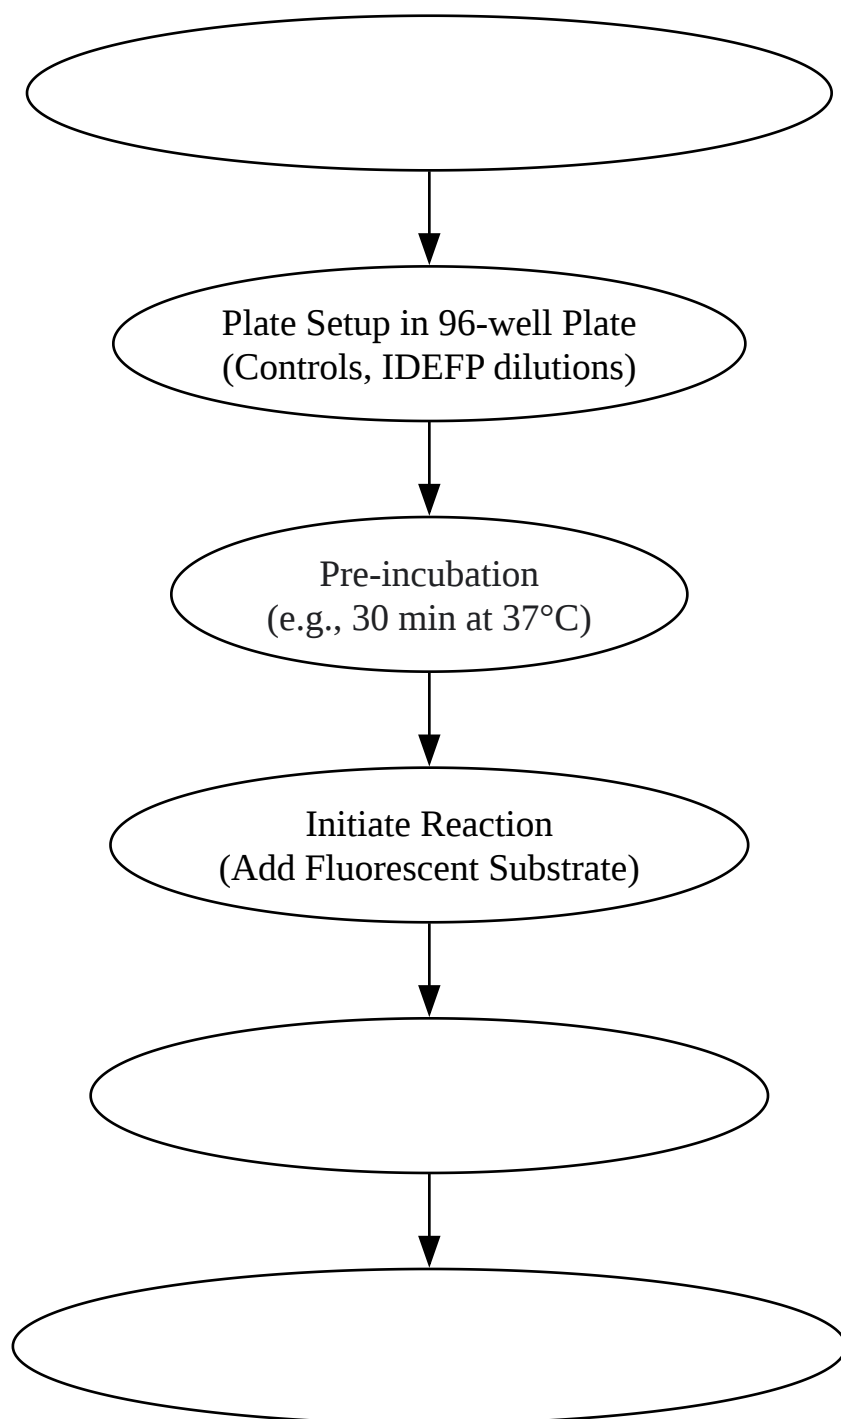 Plate Setup in 96-well Plate
(Controls, IDEFP dilutions)
Pre-incubation
(e.g., 30 min at 37°C)
Initiate Reaction
(Add Fluorescent Substrate)